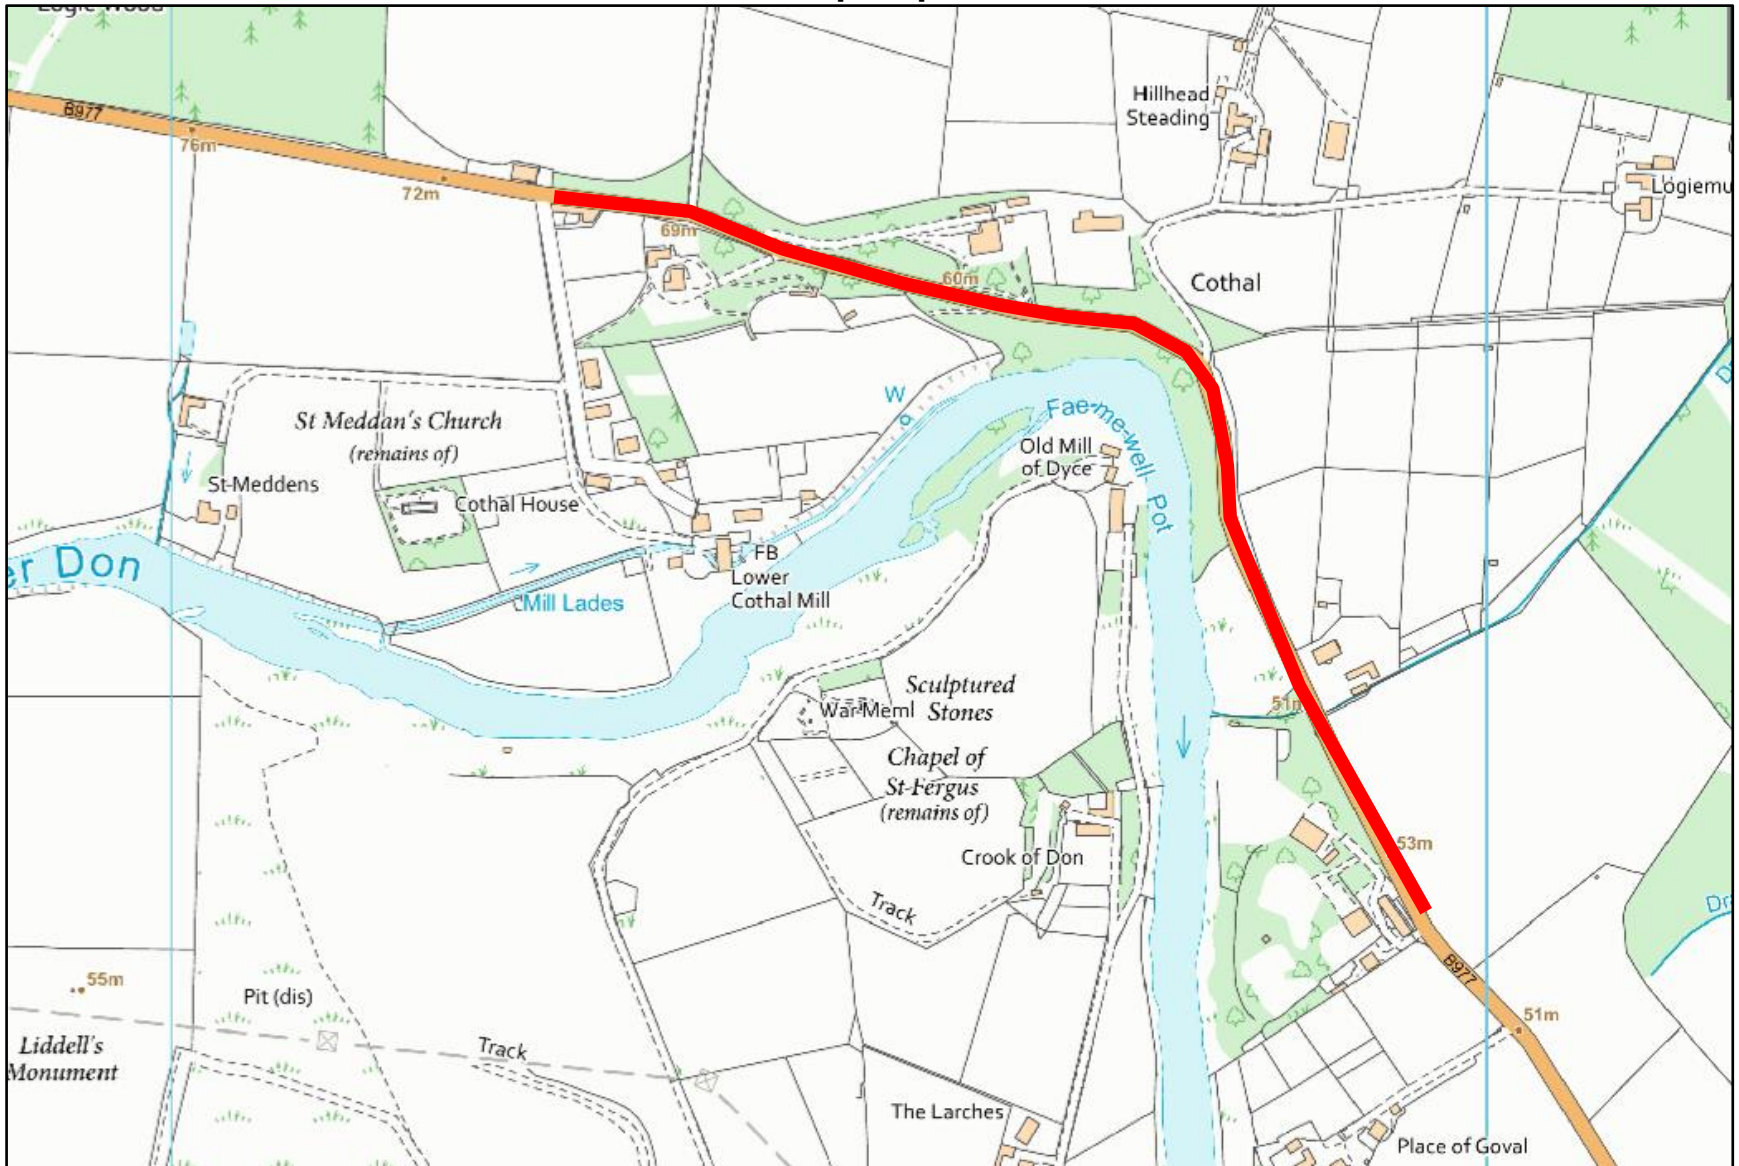 Logie Wood
B977
76m
72m
69m
60m
Hillhead
Steading
Cothal
St Meddan's Church
(remains of)
St Meddens
Cothal House
W
Fae-me-well Pot
Old Mill
of Dyce
er Don
Mill Lades
FB
Lower
Cothal Mill
Sculptured
Stones
War Meml
Chapel of
St Fergus
(remains of)
Crook of Don
Track
51m
53m
B977
51m
55m
Pit (dis)
Liddell's
Monument
Track
The Larches
Place of Goval